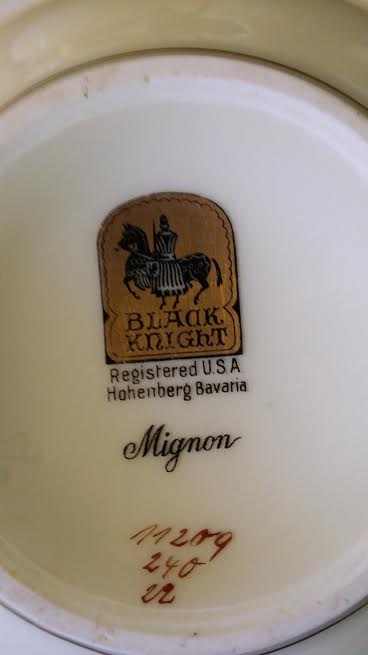 BLACK
KNIGHT
Registered U.S.A
Hohenberg Bavaria
Mignon
11209
240
22